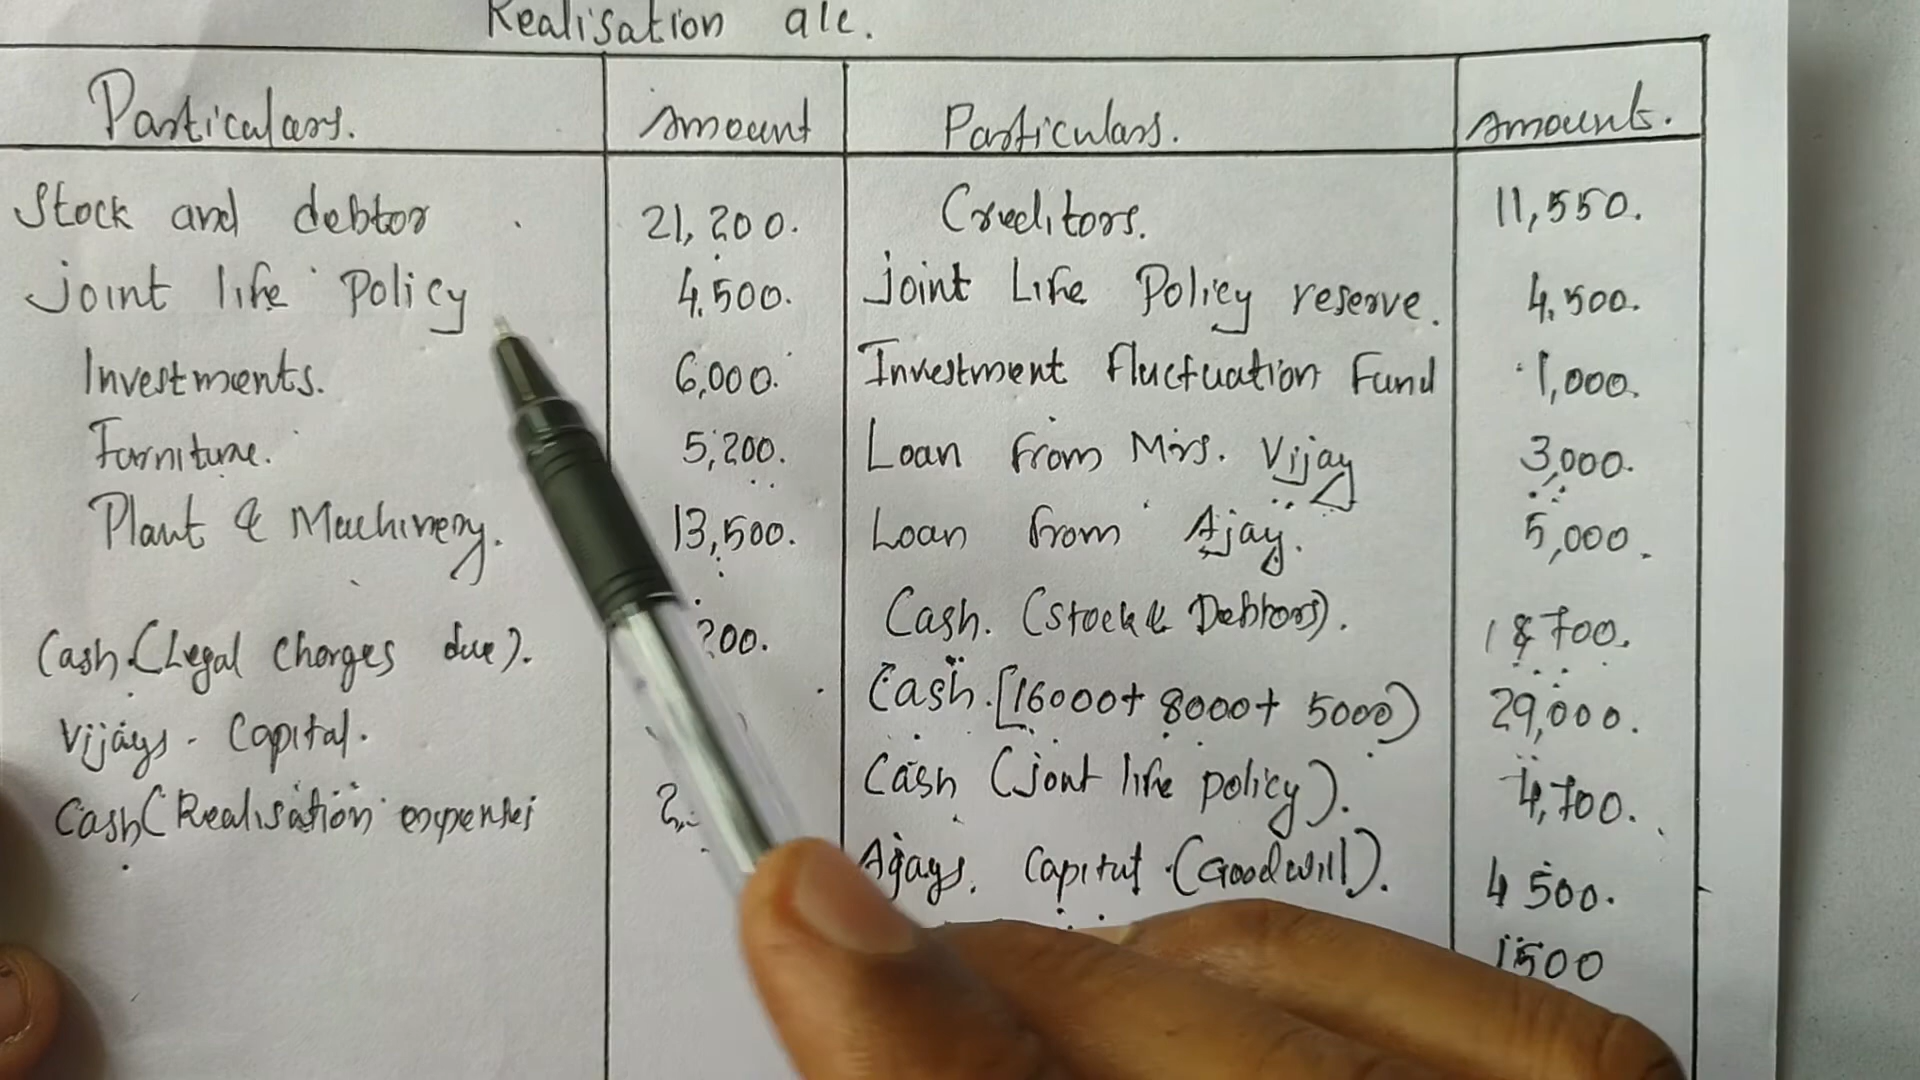 Realisation a/c.
Particulars. Amount Particulars. Amounts.
Stock and debtor 21,200. Creditors. 11,550.
Joint life Policy 4,500. Joint Life Policy reserve. 4,500.
Investments. 6,000. Investment Fluctuation Fund 1,000.
Furniture. 5,200. Loan from Mrs. Vijay 3,000.
Plant & Machinery. 13,500. Loan from Ajay. 5,000.
Cash (Legal Charges due). 200. Cash. (Stock & Debtors). 18700.
Vijays. Capital. Cash. [16000+ 8000+ 5000) 29,000.
Cash (Realisation expenses Cash (joint life policy). 4,700.
Ajays. Capital (Goodwill). 4500.
1500